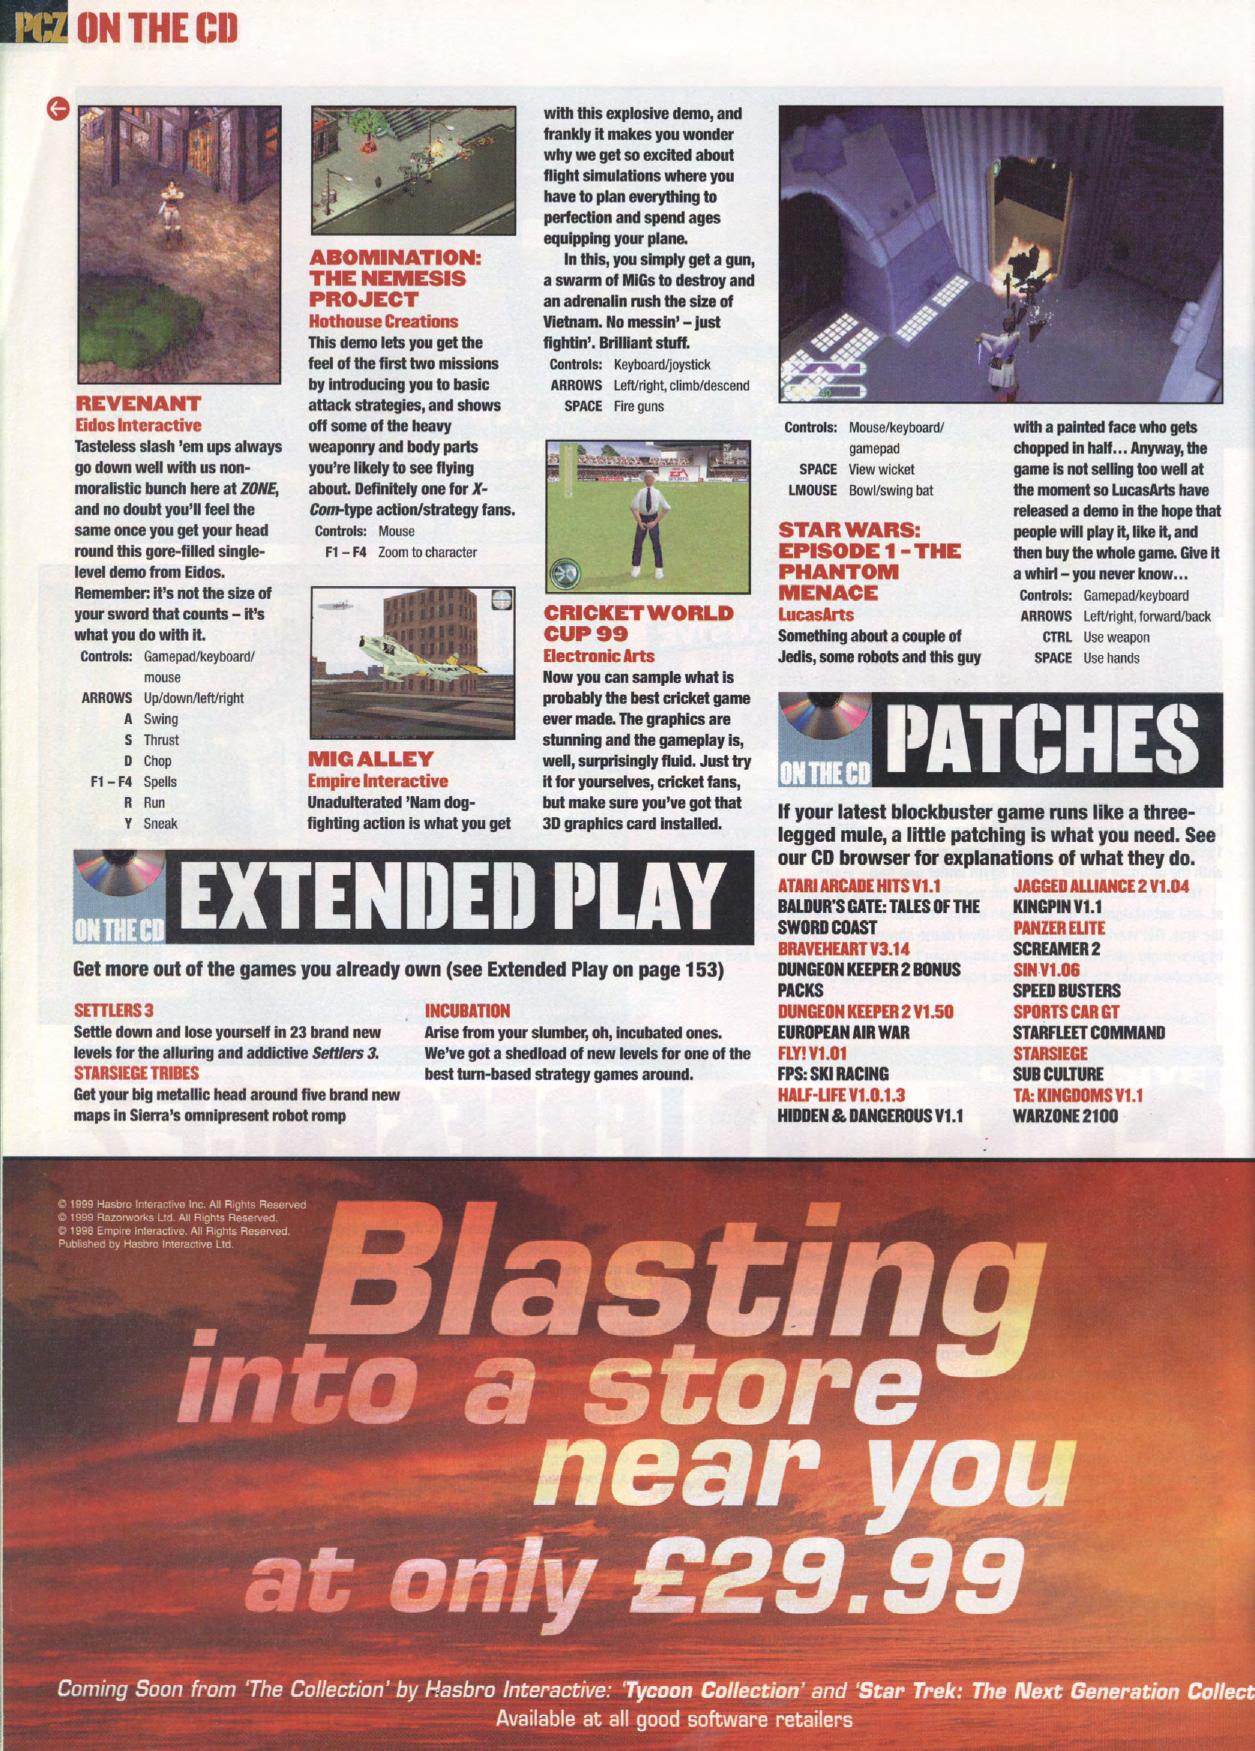 PCZ ON THE CD
REVENANT
Eidos Interactive
Tasteless slash 'em ups always
go down well with us non-
moralistic bunch here at ZONE,
and no doubt you'll feel the
same once you get your head
round this gore-filled single-
level demo from Eidos.
Remember: it's not the size of
your sword that counts – it's
what you do with it.
Controls: Gamepad/keyboard/
mouse
ARROWS Up/down/left/right
A Swing
S Thrust
D Chop
F1 – F4 Spells
R Run
Y Sneak
ABOMINATION:
THE NEMESIS
PROJECT
Hothouse Creations
This demo lets you get the
feel of the first two missions
by introducing you to basic
attack strategies, and shows
off some of the heavy
weaponry and body parts
you're likely to see flying
about. Definitely one for X-
Com-type action/strategy fans.
Controls: Mouse
F1 – F4 Zoom to character
MIG ALLEY
Empire Interactive
Unadulterated 'Nam dog-
fighting action is what you get
with this explosive demo, and
frankly it makes you wonder
why we get so excited about
flight simulations where you
have to plan everything to
perfection and spend ages
equipping your plane.
In this, you simply get a gun,
a swarm of MiGs to destroy and
an adrenalin rush the size of
Vietnam. No messin' – just
fightin'. Brilliant stuff.
Controls: Keyboard/joystick
ARROWS Left/right, climb/descend
SPACE Fire guns
EA
SPORTS
CRICKET WORLD
CUP 99
Electronic Arts
Now you can sample what is
probably the best cricket game
ever made. The graphics are
stunning and the gameplay is,
well, surprisingly fluid. Just try
it for yourselves, cricket fans,
but make sure you've got that
3D graphics card installed.
Controls: Mouse/keyboard/
gamepad
SPACE View wicket
LMOUSE Bowl/swing bat
STAR WARS:
EPISODE 1 – THE
PHANTOM
MENACE
LucasArts
Something about a couple of
Jedis, some robots and this guy
with a painted face who gets
chopped in half... Anyway, the
game is not selling too well at
the moment so LucasArts have
released a demo in the hope that
people will play it, like it, and
then buy the whole game. Give it
a whirl – you never know...
Controls: Gamepad/keyboard
ARROWS Left/right, forward/back
CTRL Use weapon
SPACE Use hands
ON THE CD
EXTENDED PLAY
Get more out of the games you already own (see Extended Play on page 153)
SETTLERS 3
Settle down and lose yourself in 23 brand new
levels for the alluring and addictive Settlers 3.
STARSIEGE TRIBES
Get your big metallic head around five brand new
maps in Sierra's omnipresent robot romp
INCUBATION
Arise from your slumber, oh, incubated ones.
We've got a shedload of new levels for one of the
best turn-based strategy games around.
ON THE CD
PATCHES
If your latest blockbuster game runs like a three-
legged mule, a little patching is what you need. See
our CD browser for explanations of what they do.
ATARI ARCADE HITS V1.1
BALDUR'S GATE: TALES OF THE
SWORD COAST
BRAVEHEART V3.14
DUNGEON KEEPER 2 BONUS
PACKS
DUNGEON KEEPER 2 V1.50
EUROPEAN AIR WAR
FLY! V1.01
FPS: SKI RACING
HALF-LIFE V1.0.1.3
HIDDEN & DANGEROUS V1.1
JAGGED ALLIANCE 2 V1.04
KINGPIN V1.1
PANZER ELITE
SCREAMER 2
SIN V1.06
SPEED BUSTERS
SPORTS CAR GT
STARFLEET COMMAND
STARSIEGE
SUB CULTURE
TA: KINGDOMS V1.1
WARZONE 2100
© 1999 Hasbro Interactive Inc. All Rights Reserved
© 1999 Razorworks Ltd. All Rights Reserved.
© 1998 Empire Interactive. All Rights Reserved.
Published by Hasbro Interactive Ltd.
Blasting
into a store
near you
at only £29.99
Coming Soon from 'The Collection' by Hasbro Interactive: 'Tycoon Collection' and 'Star Trek: The Next Generation Collect
Available at all good software retailers